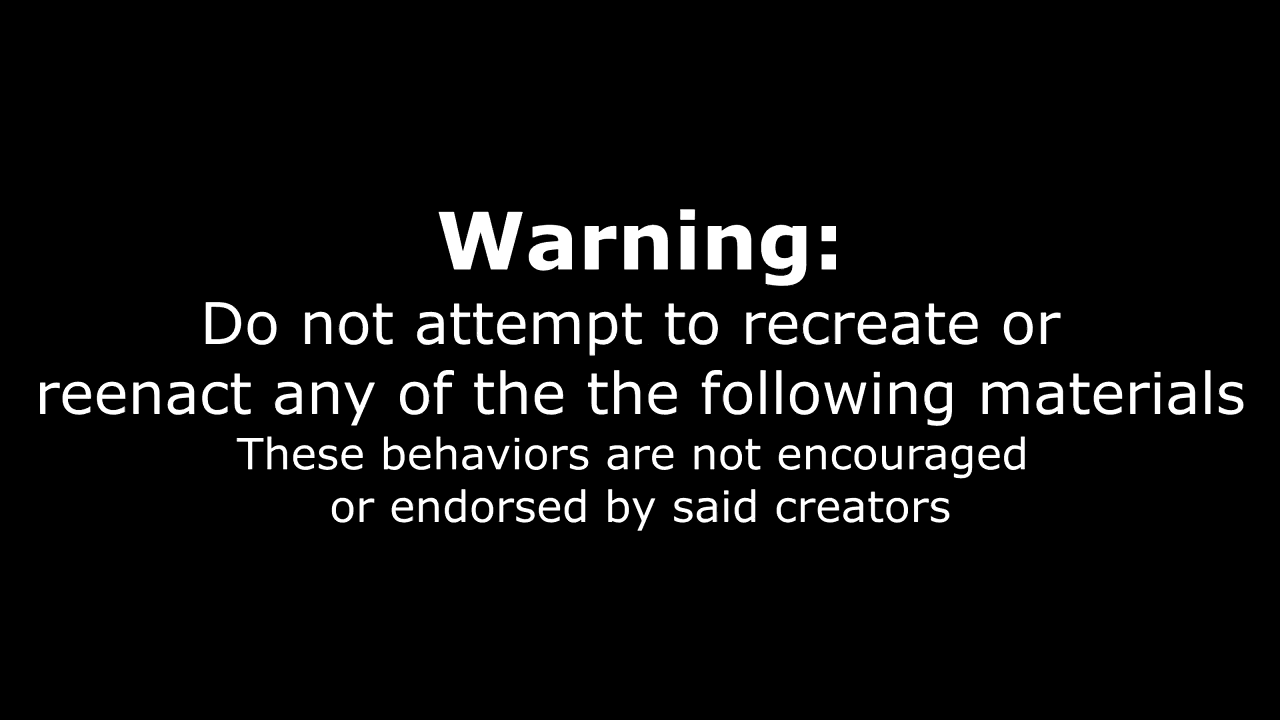 Warning:
Do not attempt to recreate or
reenact any of the the following materials
These behaviors are not encouraged
or endorsed by said creators